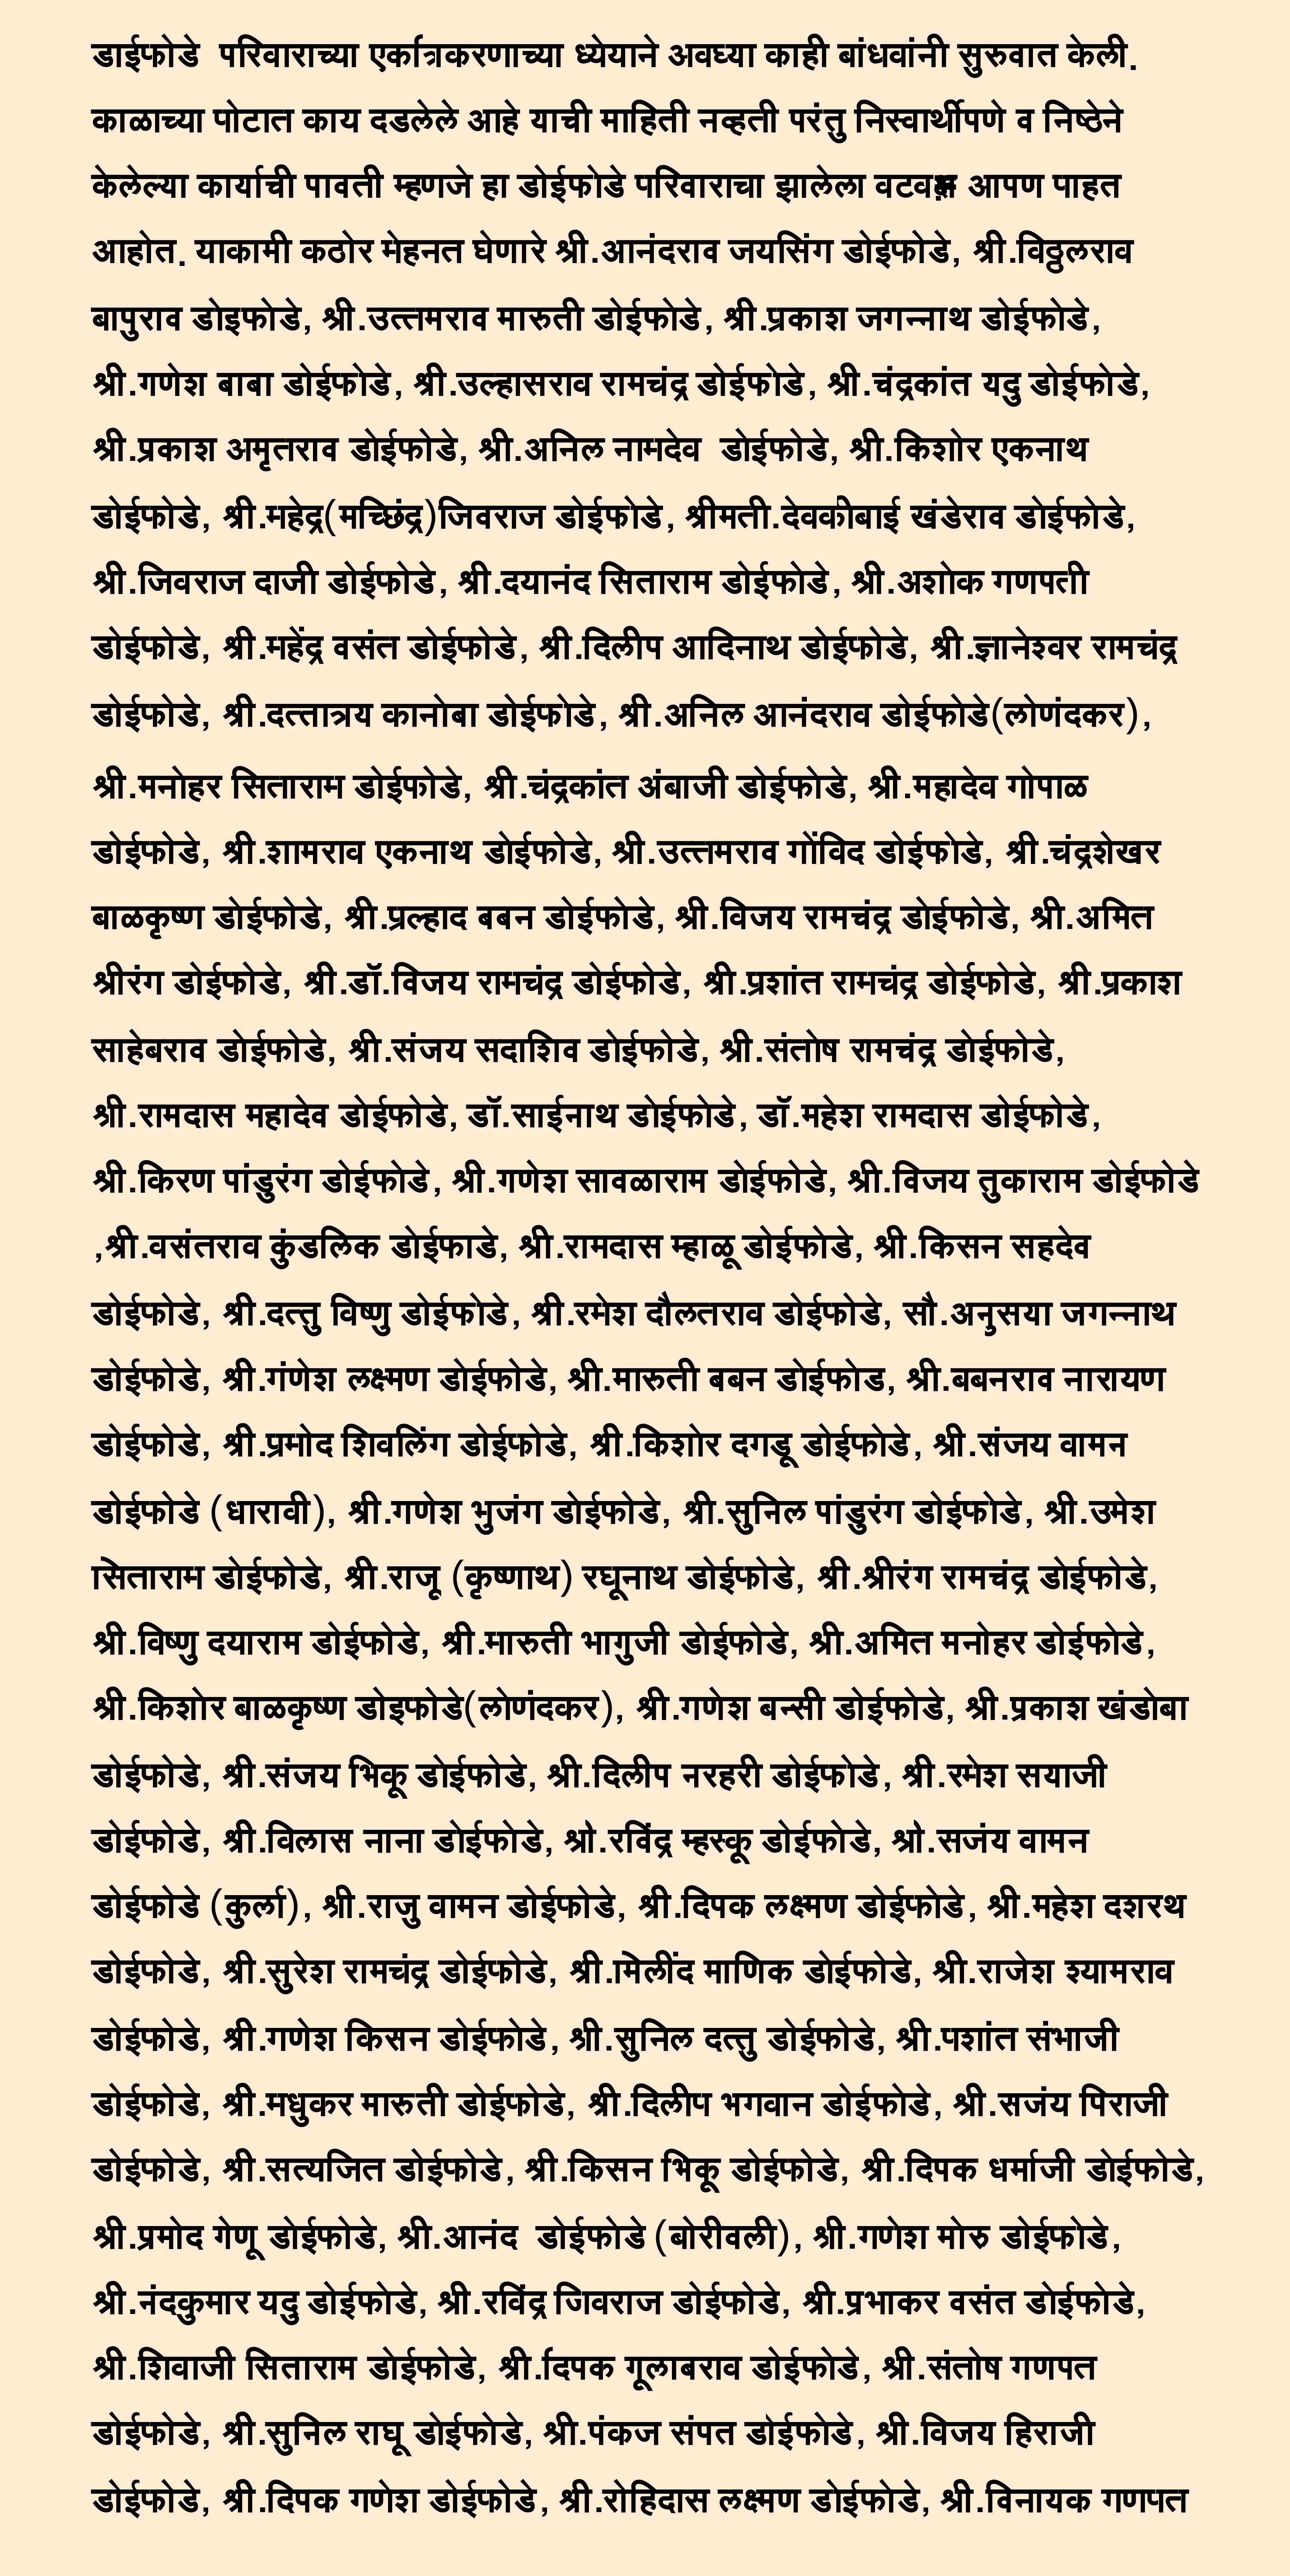 डाईफोडे परिवाराच्या एकत्रिकरणाच्या ध्येयाने अवघ्या काही बांधवांनी सुरुवात केली.
काळाच्या पोटात काय दडलेले आहे याची माहिती नव्हती परंतु निस्वार्थीपणे व निष्ठेने
केलेल्या कार्याची पावती म्हणजे हा डोईफोडे परिवाराचा झालेला वटवृक्ष आपण पाहत
आहोत. याकामी कठोर मेहनत घेणारे श्री.आनंदराव जयसिंग डोईफोडे, श्री.विठ्ठलराव
बापुराव डोइफोडे, श्री.उत्तमराव मारुती डोईफोडे, श्री.प्रकाश जगन्नाथ डोईफोडे,
श्री.गणेश बाबा डोईफोडे, श्री.उल्हासराव रामचंद्र डोईफोडे, श्री.चंद्रकांत यदु डोईफोडे,
श्री.प्रकाश अमृतराव डोईफोडे, श्री.अनिल नामदेव डोईफोडे, श्री.किशोर एकनाथ
डोईफोडे, श्री.महेद्र(मच्छिंद्र)जिवराज डोईफोडे, श्रीमती.देवकीबाई खंडेराव डोईफोडे,
श्री.जिवराज दाजी डोईफोडे, श्री.दयानंद सिताराम डोईफोडे, श्री.अशोक गणपती
डोईफोडे, श्री.महेंद्र वसंत डोईफोडे, श्री.दिलीप आदिनाथ डोईफोडे, श्री.ज्ञानेश्वर रामचंद्र
डोईफोडे, श्री.दत्तात्रय कानोबा डोईफोडे, श्री.अनिल आनंदराव डोईफोडे(लोणंदकर),
श्री.मनोहर सिताराम डोईफोडे, श्री.चंद्रकांत अंबाजी डोईफोडे, श्री.महादेव गोपाळ
डोईफोडे, श्री.शामराव एकनाथ डोईफोडे, श्री.उत्तमराव गोंविद डोईफोडे, श्री.चंद्रशेखर
बाळकृष्ण डोईफोडे, श्री.प्रल्हाद बबन डोईफोडे, श्री.विजय रामचंद्र डोईफोडे, श्री.अमित
श्रीरंग डोईफोडे, श्री.डॉ.विजय रामचंद्र डोईफोडे, श्री.प्रशांत रामचंद्र डोईफोडे, श्री.प्रकाश
साहेबराव डोईफोडे, श्री.संजय सदाशिव डोईफोडे, श्री.संतोष रामचंद्र डोईफोडे,
श्री.रामदास महादेव डोईफोडे, डॉ.साईनाथ डोईफोडे, डॉ.महेश रामदास डोईफोडे,
श्री.किरण पांडुरंग डोईफोडे, श्री.गणेश सावळाराम डोईफोडे, श्री.विजय तुकाराम डोईफोडे
,श्री.वसंतराव कुंडलिक डोईफाडे, श्री.रामदास म्हाळू डोईफोडे, श्री.किसन सहदेव
डोईफोडे, श्री.दत्तु विष्णु डोईफोडे, श्री.रमेश दौलतराव डोईफोडे, सौ.अनुसया जगन्नाथ
डोईफोडे, श्री.गंणेश लक्ष्मण डोईफोडे, श्री.मारुती बबन डोईफोड, श्री.बबनराव नारायण
डोईफोडे, श्री.प्रमोद शिवलिंग डोईफोडे, श्री.किशोर दगडू डोईफोडे, श्री.संजय वामन
डोईफोडे (धारावी), श्री.गणेश भुजंग डोईफोडे, श्री.सुनिल पांडुरंग डोईफोडे, श्री.उमेश
सिताराम डोईफोडे, श्री.राजू (कृष्णाथ) रघूनाथ डोईफोडे, श्री.श्रीरंग रामचंद्र डोईफोडे,
श्री.विष्णु दयाराम डोईफोडे, श्री.मारुती भागुजी डोईफोडे, श्री.अमित मनोहर डोईफोडे,
श्री.किशोर बाळकृष्ण डोइफोडे(लोणंदकर), श्री.गणेश बन्सी डोईफोडे, श्री.प्रकाश खंडोबा
डोईफोडे, श्री.संजय भिकू डोईफोडे, श्री.दिलीप नरहरी डोईफोडे, श्री.रमेश सयाजी
डोईफोडे, श्री.विलास नाना डोईफोडे, श्री.रविंद्र म्हस्कू डोईफोडे, श्री.सजंय वामन
डोईफोडे (कुर्ला), श्री.राजु वामन डोईफोडे, श्री.दिपक लक्ष्मण डोईफोडे, श्री.महेश दशरथ
डोईफोडे, श्री.सुरेश रामचंद्र डोईफोडे, श्री.मिलींद माणिक डोईफोडे, श्री.राजेश श्यामराव
डोईफोडे, श्री.गणेश किसन डोईफोडे, श्री.सुनिल दत्तु डोईफोडे, श्री.पशांत संभाजी
डोईफोडे, श्री.मधुकर मारुती डोईफोडे, श्री.दिलीप भगवान डोईफोडे, श्री.सजंय पिराजी
डोईफोडे, श्री.सत्यजित डोईफोडे, श्री.किसन भिकू डोईफोडे, श्री.दिपक धर्माजी डोईफोडे,
श्री.प्रमोद गेणू डोईफोडे, श्री.आनंद डोईफोडे (बोरीवली), श्री.गणेश मोरु डोईफोडे,
श्री.नंदकुमार यदु डोईफोडे, श्री.रविंद्र जिवराज डोईफोडे, श्री.प्रभाकर वसंत डोईफोडे,
श्री.शिवाजी सिताराम डोईफोडे, श्री.दिपक गूलाबराव डोईफोडे, श्री.संतोष गणपत
डोईफोडे, श्री.सुनिल राघू डोईफोडे, श्री.पंकज संपत डोईफोडे, श्री.विजय हिराजी
डोईफोडे, श्री.दिपक गणेश डोईफोडे, श्री.रोहिदास लक्ष्मण डोईफोडे, श्री.विनायक गणपत